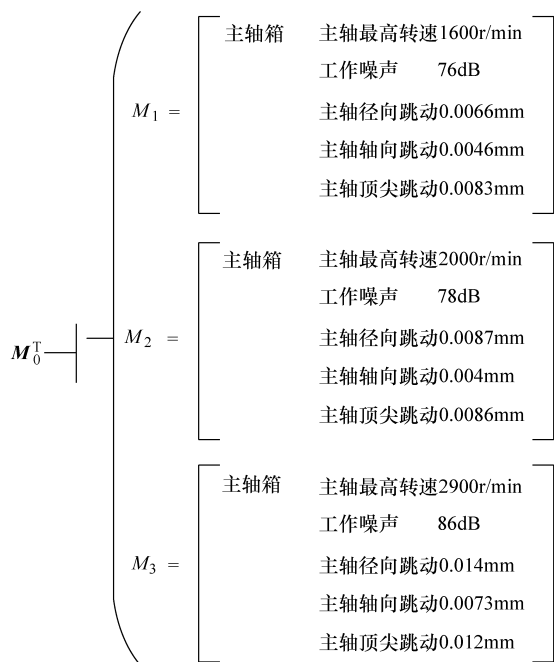 主轴箱 主轴最高转速1600r/min
工作噪声 76dB
M1 = 主轴径向跳动0.0066mm
主轴轴向跳动0.0046mm
主轴顶尖跳动0.0083mm
主轴箱 主轴最高转速2000r/min
工作噪声 78dB
M0T M2 = 主轴径向跳动0.0087mm
主轴轴向跳动0.004mm
主轴顶尖跳动0.0086mm
主轴箱 主轴最高转速2900r/min
工作噪声 86dB
M3 = 主轴径向跳动0.014mm
主轴轴向跳动0.0073mm
主轴顶尖跳动0.012mm